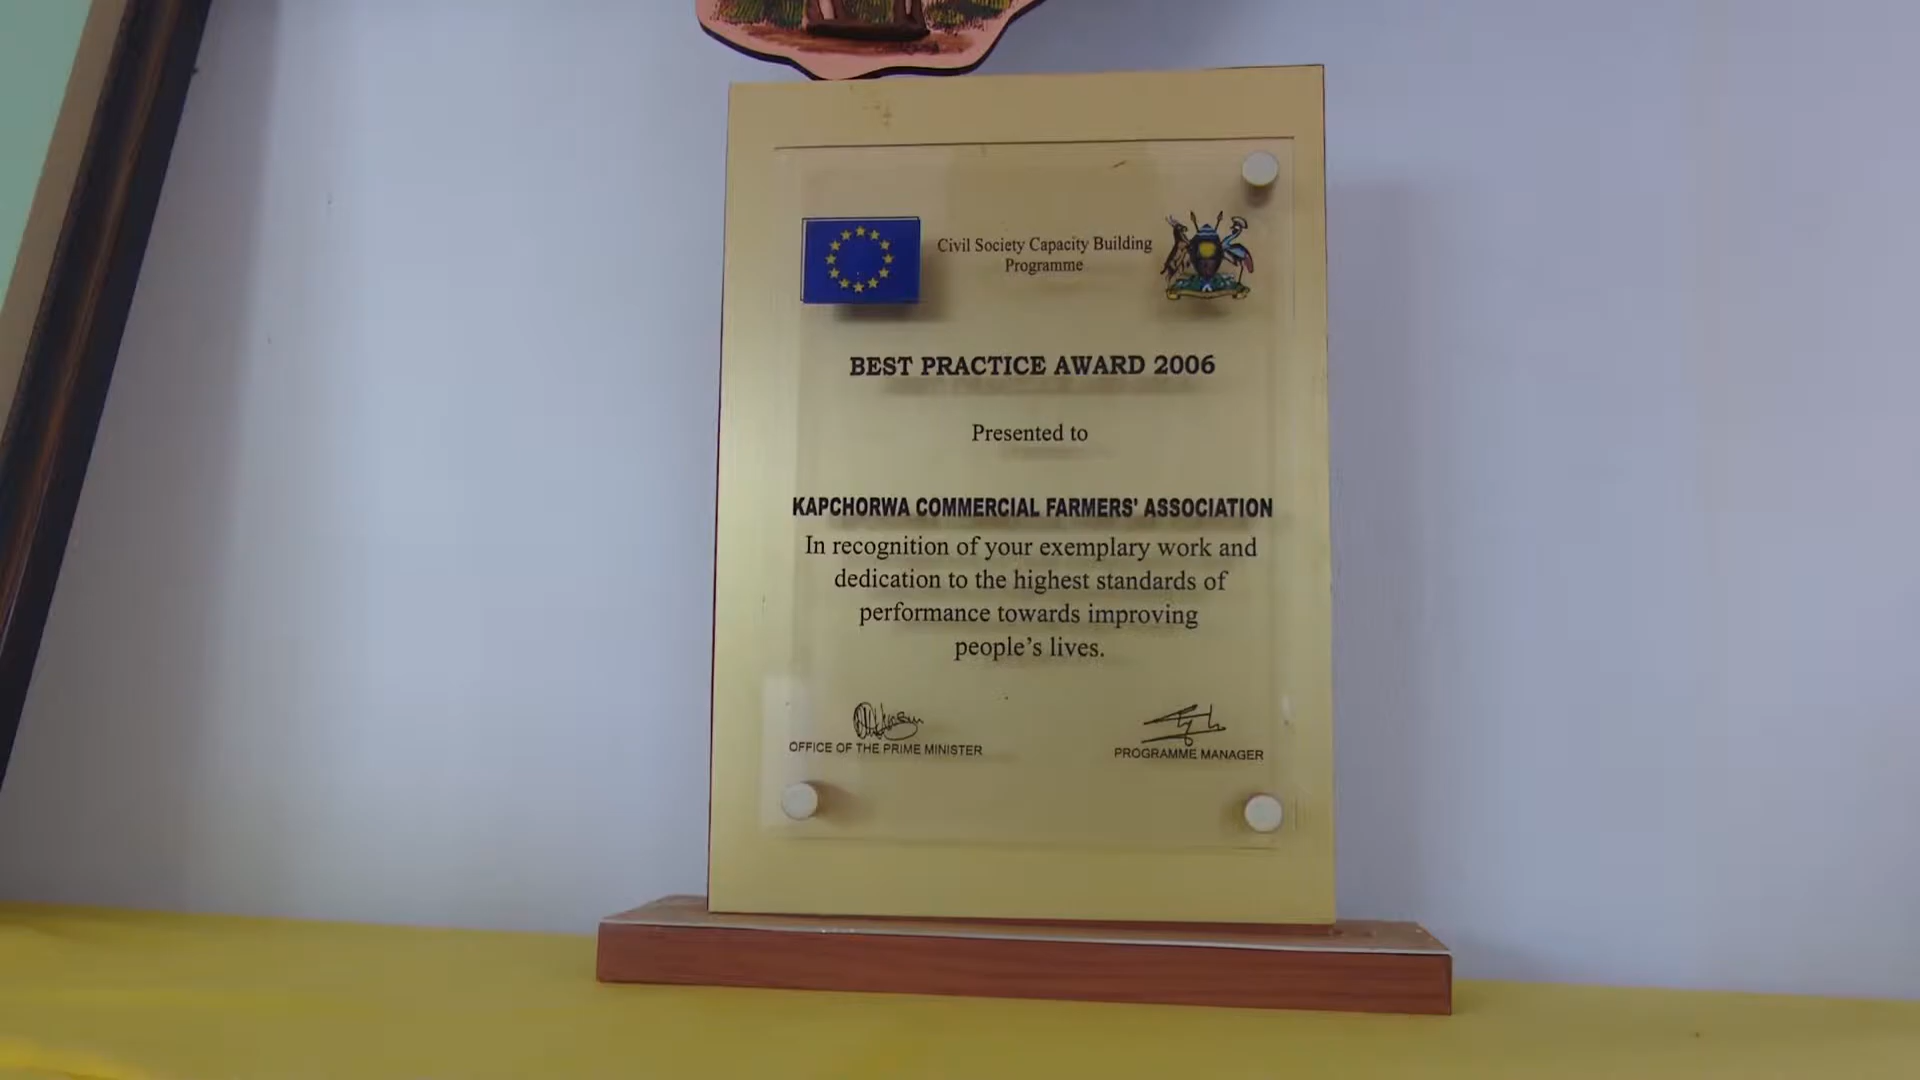 Civil Society Capacity Building
Programme
BEST PRACTICE AWARD 2006
Presented to
KAPCHORWA COMMERCIAL FARMERS' ASSOCIATION
In recognition of your exemplary work and
dedication to the highest standards of
performance towards improving
people’s lives.
OFFICE OF THE PRIME MINISTER
PROGRAMME MANAGER